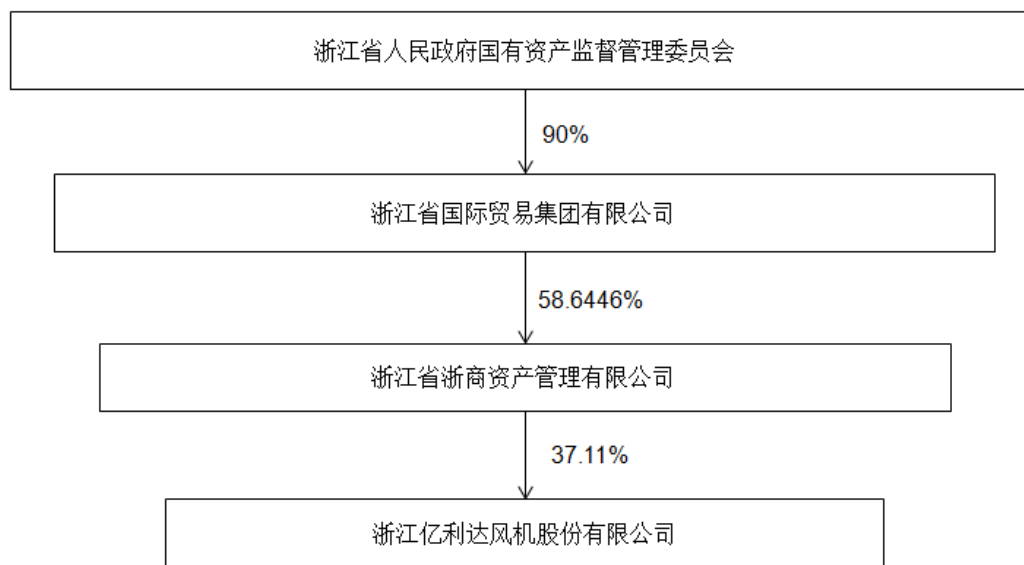 浙江省人民政府国有资产监督管理委员会
90%
浙江省国际贸易集团有限公司
58.6446%
浙江省浙商资产管理有限公司
37.11%
浙江亿利达风机股份有限公司